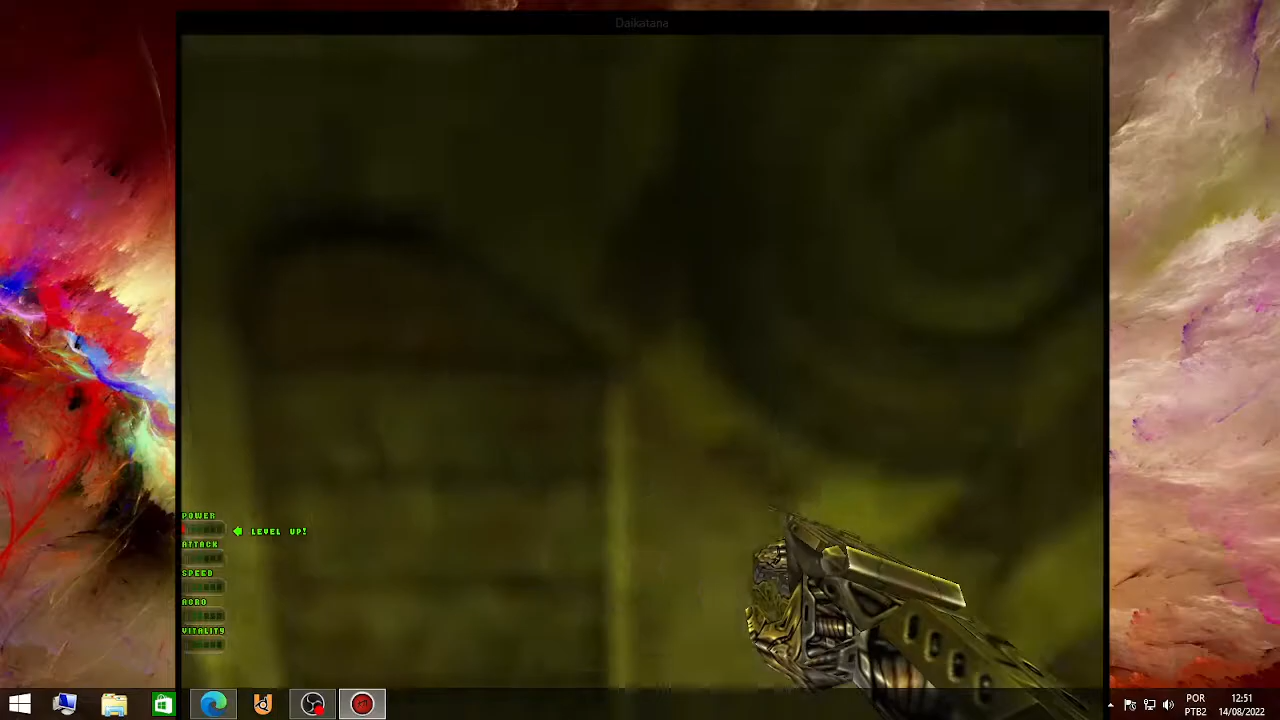 Daikatana
POWER
LEVEL UP!
ATTACK
SPEED
ACRO
VITALITY
POR
PTB2
12:51
14/08/2022